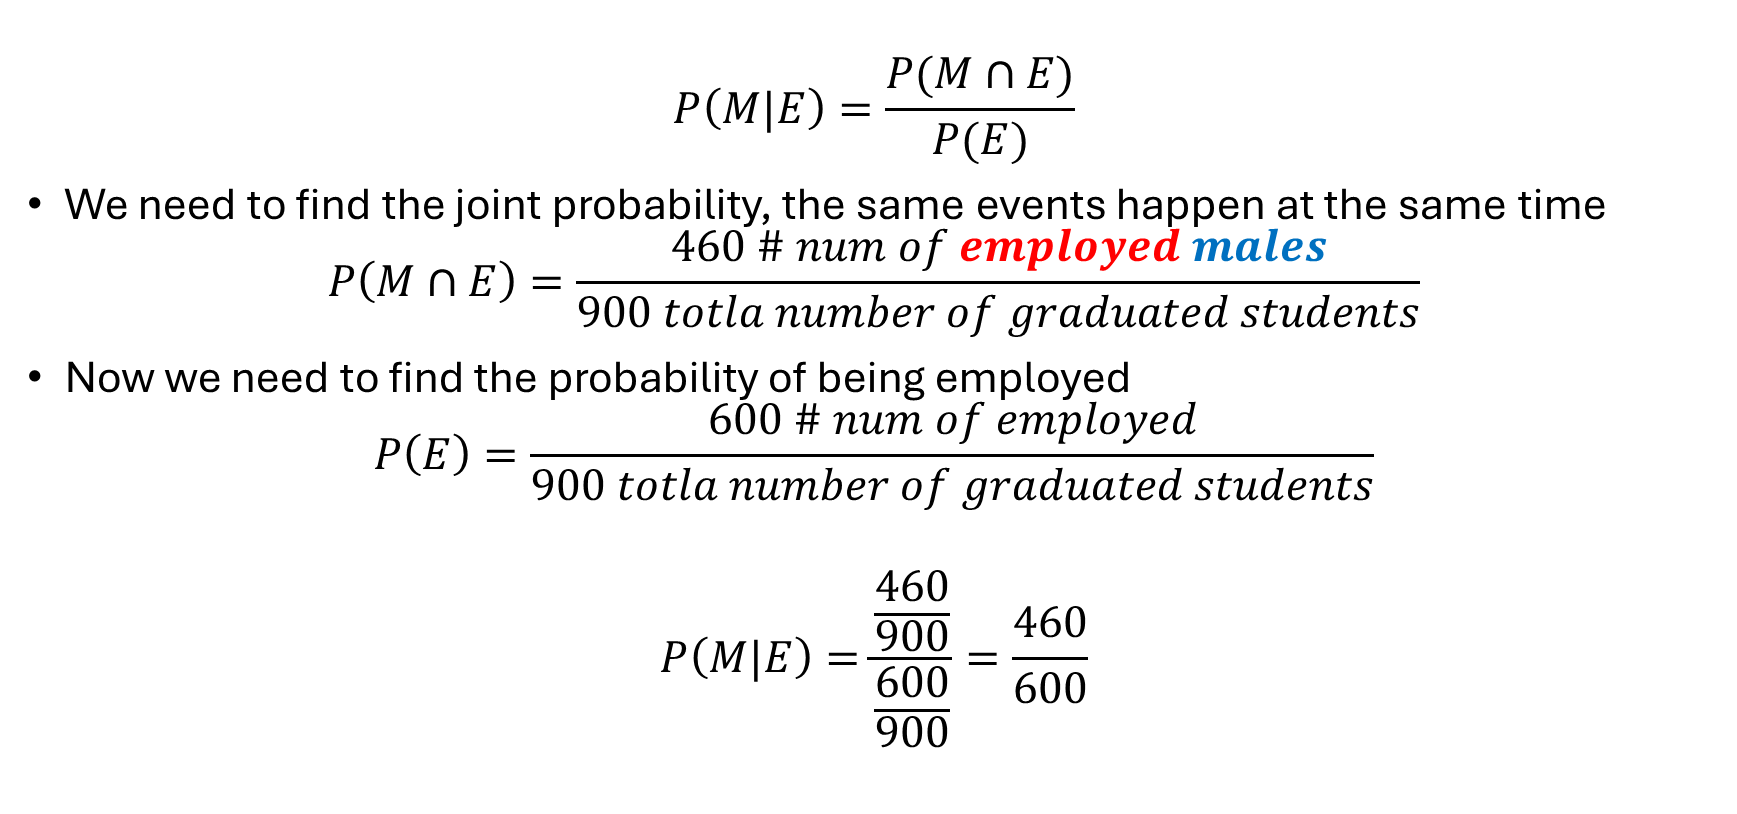 P(M|E) = P(M ∩ E) / P(E)
• We need to find the joint probability, the same events happen at the same time
P(M ∩ E) = 460 # num of employed males / 900 totla number of graduated students
• Now we need to find the probability of being employed
P(E) = 600 # num of employed / 900 totla number of graduated students
P(M|E) = (460/900) / (600/900) = 460/600